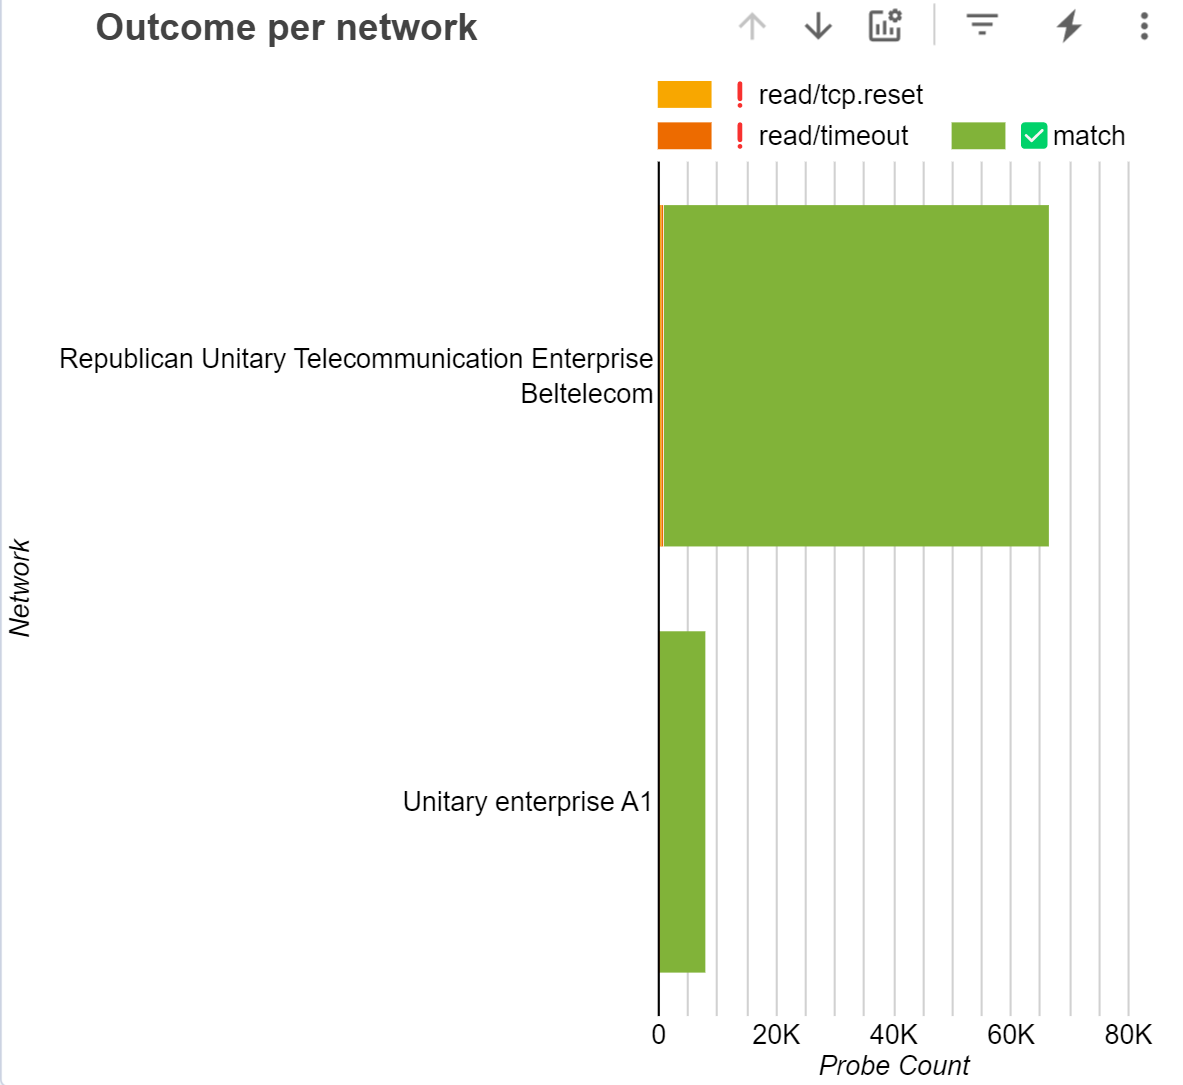 Outcome per network
❗ read/tcp.reset
❗ read/timeout ✅ match
Republican Unitary Telecommunication Enterprise
Beltelecom
Network
Unitary enterprise A1
0 20K 40K 60K 80K
Probe Count